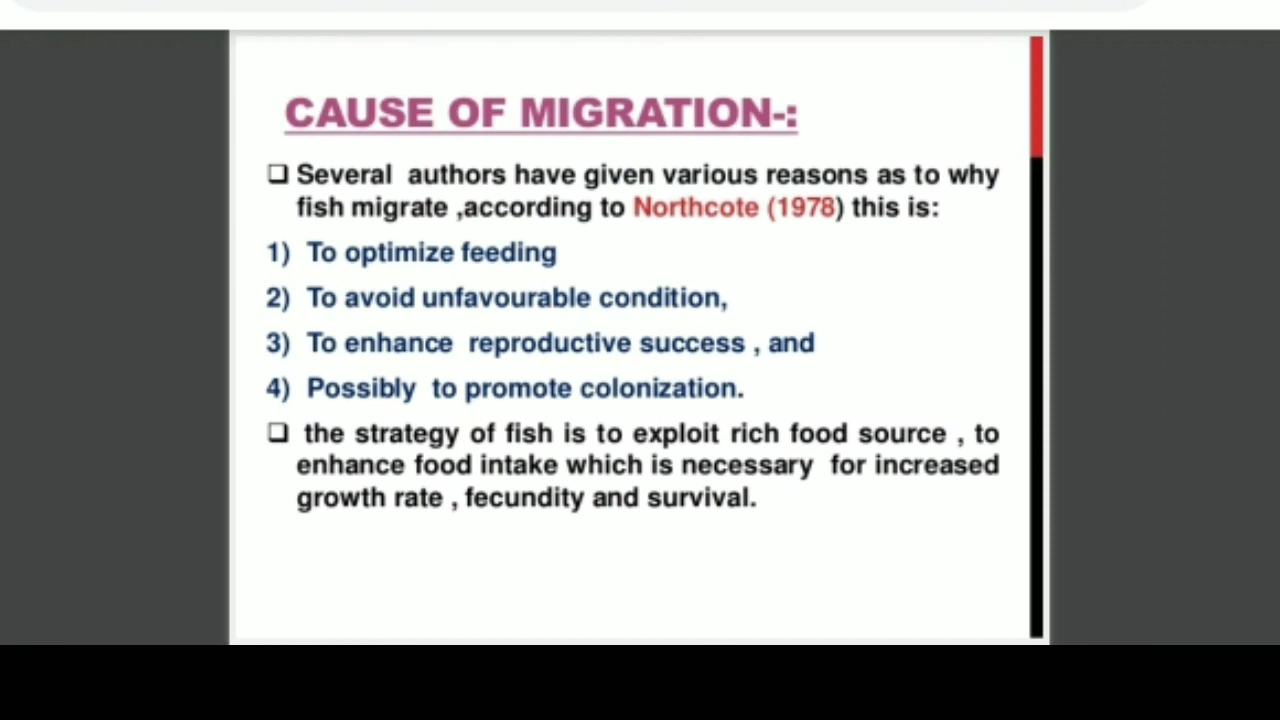 CAUSE OF MIGRATION-:
❑ Several authors have given various reasons as to why
fish migrate ,according to Northcote (1978) this is:
1) To optimize feeding
2) To avoid unfavourable condition,
3) To enhance reproductive success , and
4) Possibly to promote colonization.
❑ the strategy of fish is to exploit rich food source , to
enhance food intake which is necessary for increased
growth rate , fecundity and survival.